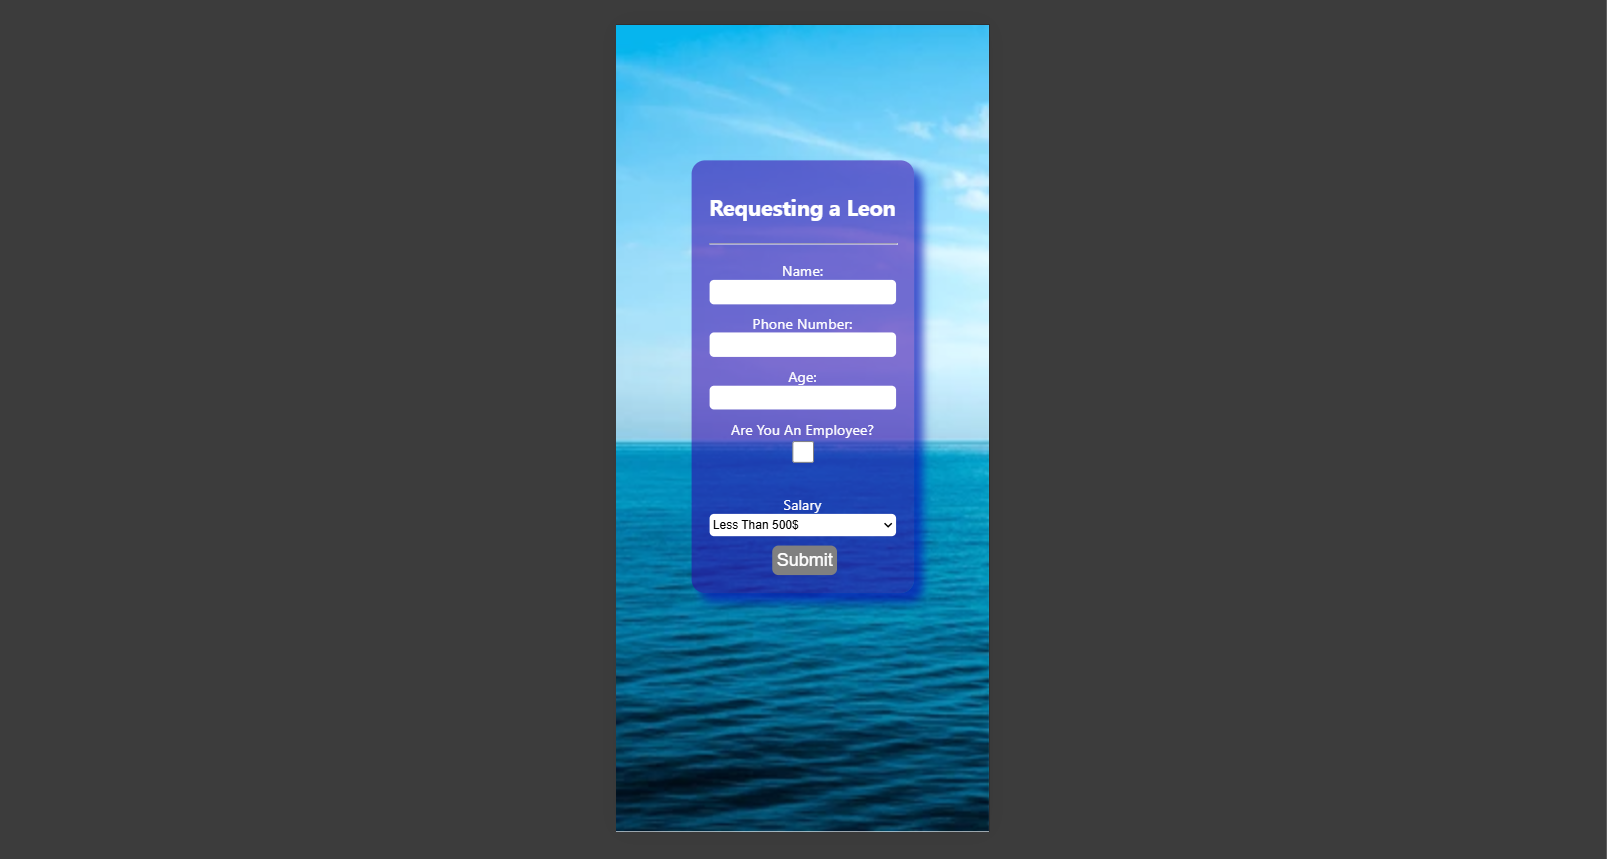 Requesting a Leon
Name:
Phone Number:
Age:
Are You An Employee?
Salary
Less Than 500$
Submit